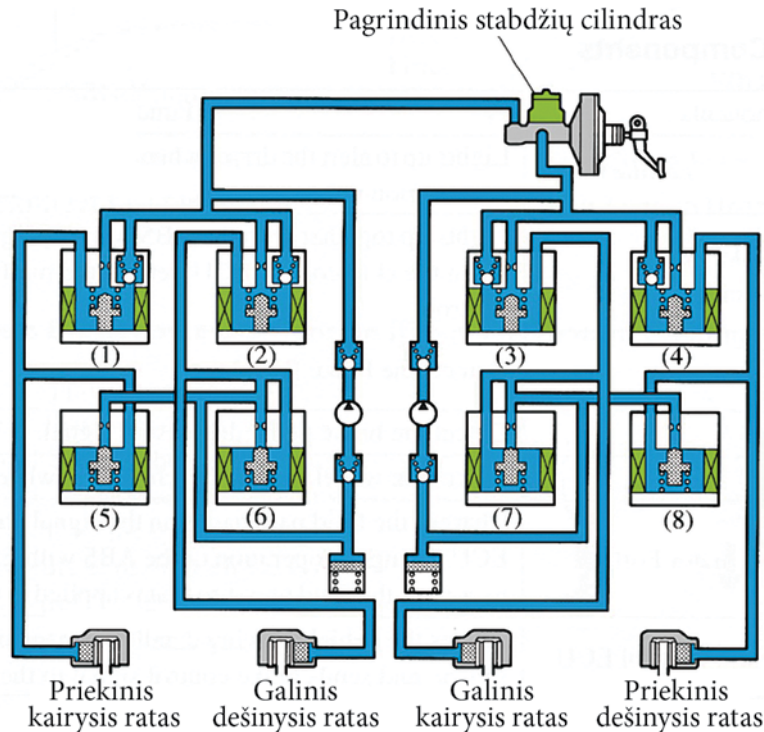 Pagrindinis stabdžių cilindras
(1)
(2)
(3)
(4)
(5)
(6)
(7)
(8)
Priekinis
kairysis ratas
Galinis
dešinysis ratas
Galinis
kairysis ratas
Priekinis
dešinysis ratas